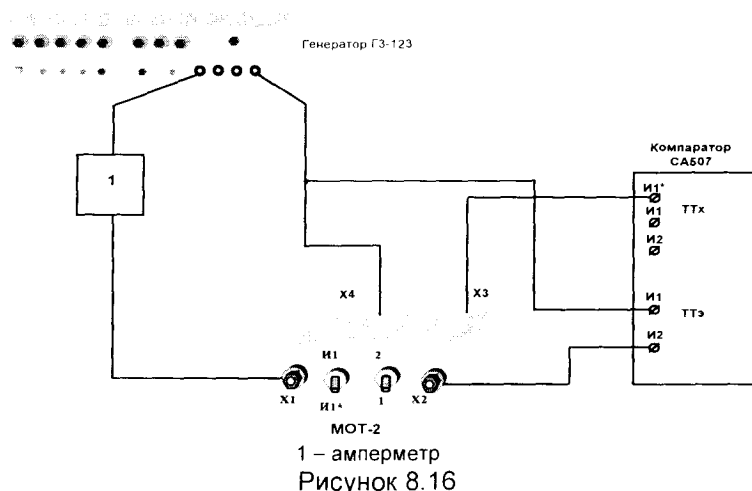 Генератор ГЗ-123
1
Компаратор
СА507
И1*
ТТх
И1
И2
Х4
Х3
И1
ТТэ
И2
И1
2
Х1
И1*
1
Х2
МОТ-2
1 – амперметр
Рисунок 8.16